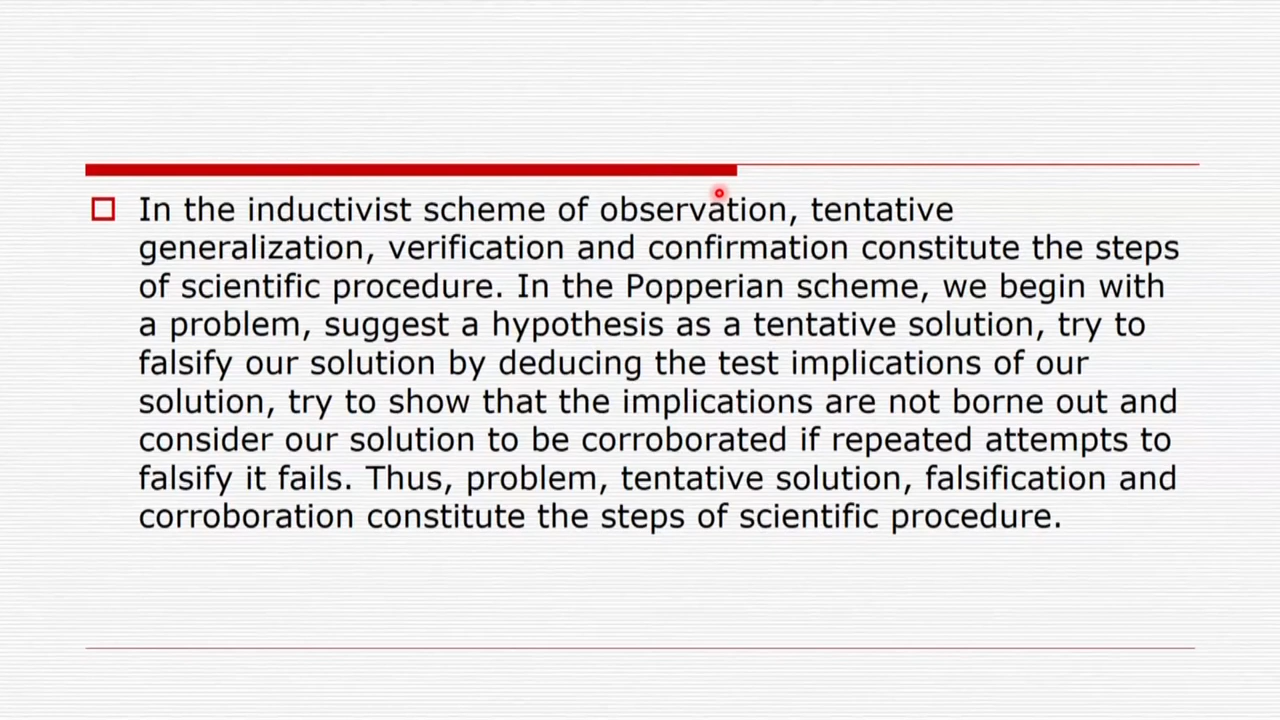 In the inductivist scheme of observation, tentative
generalization, verification and confirmation constitute the steps
of scientific procedure. In the Popperian scheme, we begin with
a problem, suggest a hypothesis as a tentative solution, try to
falsify our solution by deducing the test implications of our
solution, try to show that the implications are not borne out and
consider our solution to be corroborated if repeated attempts to
falsify it fails. Thus, problem, tentative solution, falsification and
corroboration constitute the steps of scientific procedure.